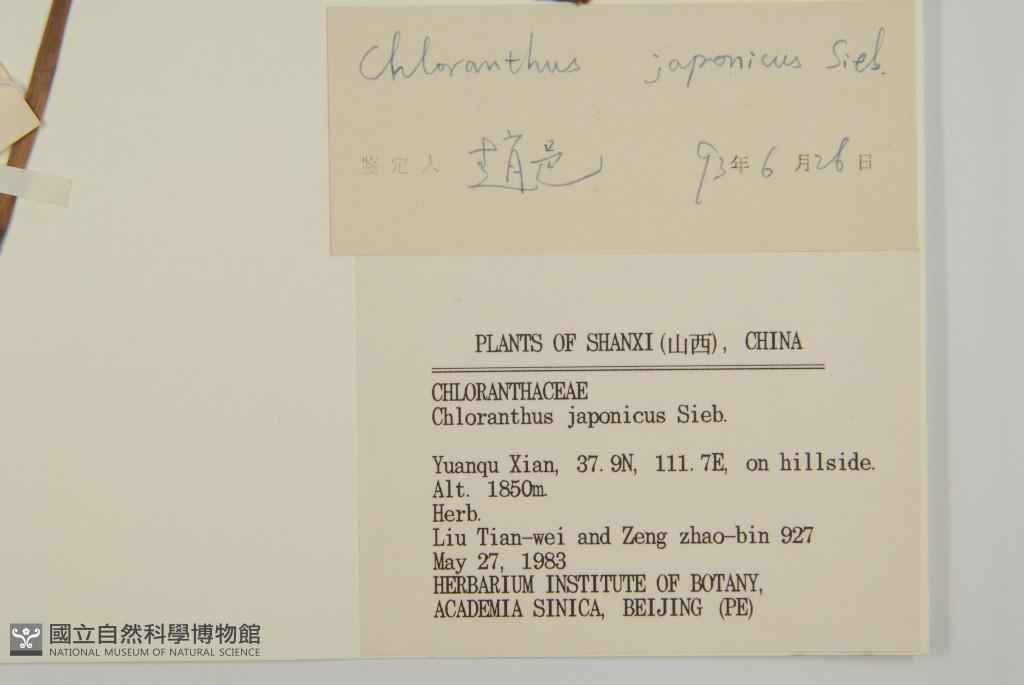 Chloranthus japonicus Sieb.
鉴定人 93年6月26日
PLANTS OF SHANXI (山西), CHINA
CHLORANTHACEAE
Chloranthus japonicus Sieb.
Yuanqu Xian, 37.9N, 111.7E, on hillside.
Alt. 1850m.
Herb.
Liu Tian-wei and Zeng zhao-bin 927
May 27, 1983
HERBARIUM INSTITUTE OF BOTANY,
ACADEMIA SINICA, BEIJING (PE)
國立自然科學博物館
NATIONAL MUSEUM OF NATURAL SCIENCE